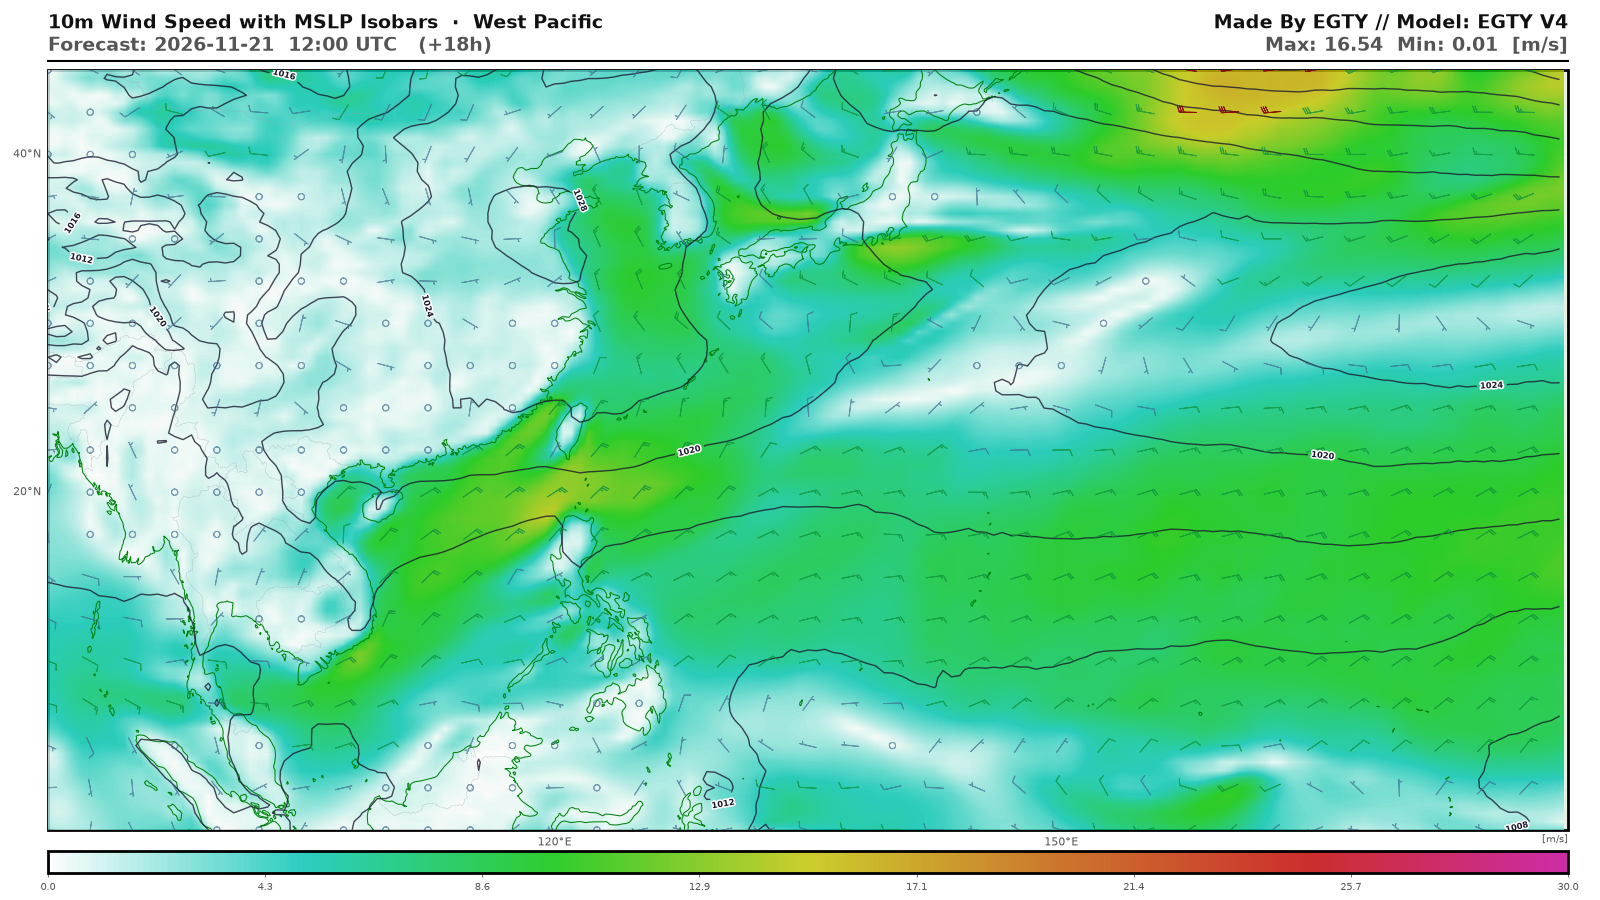 10m Wind Speed with MSLP Isobars · West Pacific
Made By EGTY // Model: EGTY V4
Forecast: 2026-11-21 12:00 UTC (+18h)
Max: 16.54 Min: 0.01 [m/s]
1016
40°N
1028
1016
1012
1024
1020
1024
1020
1020
20°N
1012
1008
120°E
150°E
[m/s]
0.0
4.3
8.6
12.9
17.1
21.4
25.7
30.0